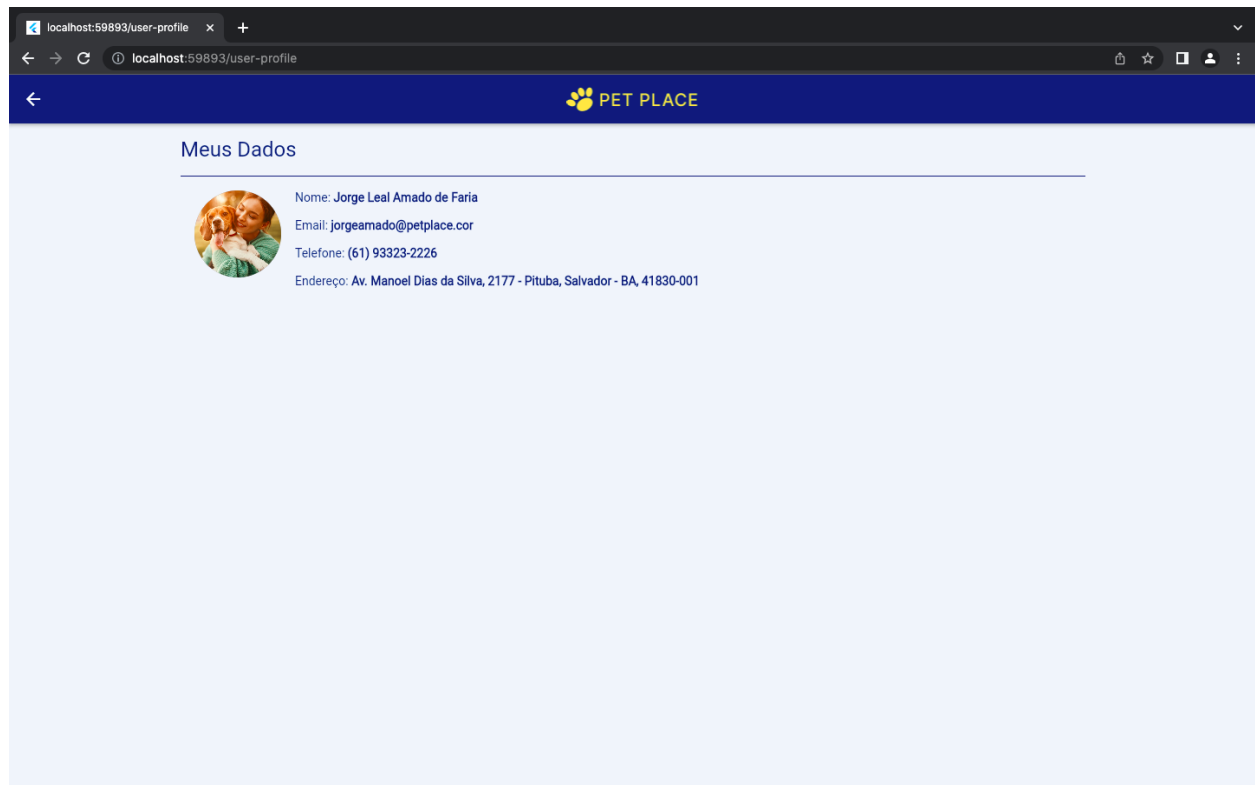 localhost:59893/user-profile
localhost:59893/user-profile
PET PLACE
Meus Dados
Nome: Jorge Leal Amado de Faria
Email: jorgeamado@petplace.cor
Telefone: (61) 93323-2226
Endereço: Av. Manoel Dias da Silva, 2177 - Pituba, Salvador - BA, 41830-001